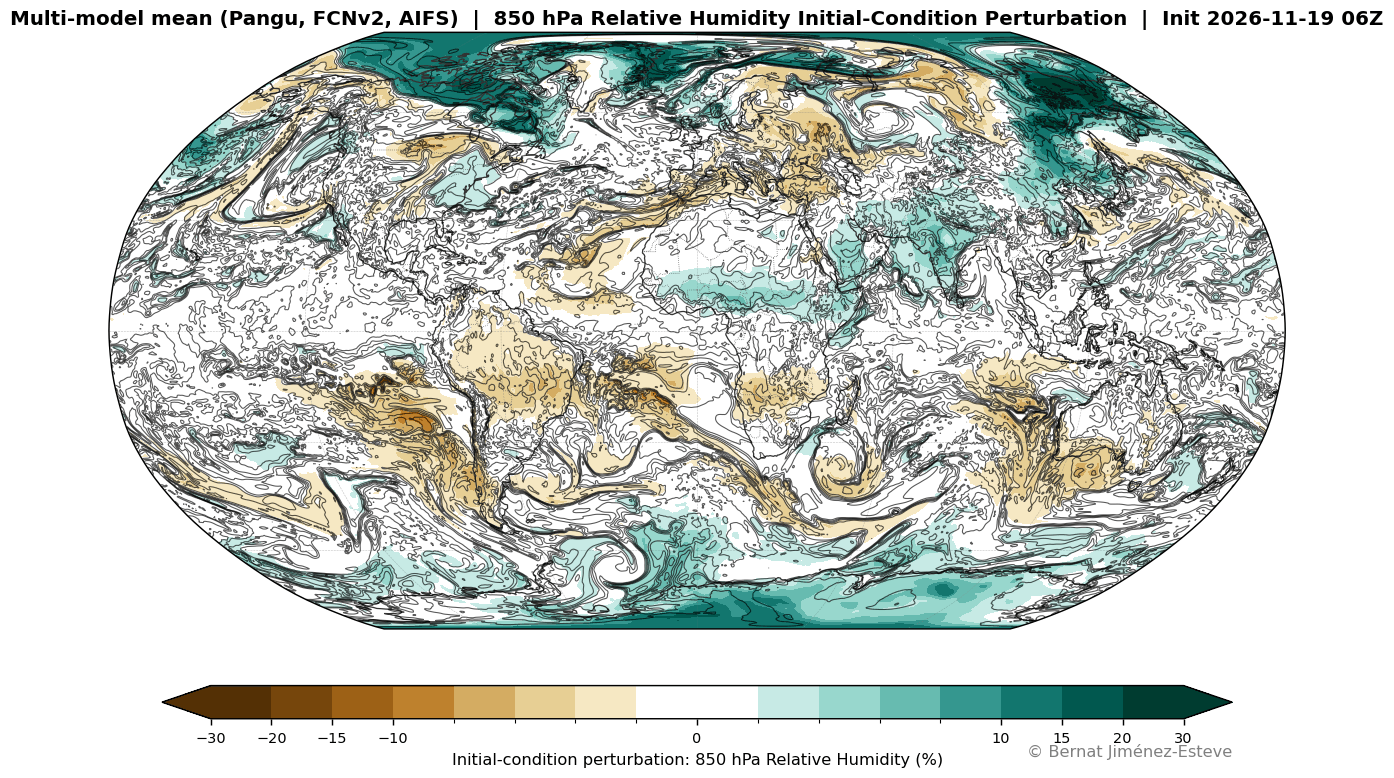 Multi-model mean (Pangu, FCNv2, AIFS) | 850 hPa Relative Humidity Initial-Condition Perturbation | Init 2026-11-19 06Z
−30 −20 −15 −10 0 10 15 20 30
Initial-condition perturbation: 850 hPa Relative Humidity (%)
© Bernat Jiménez-Esteve